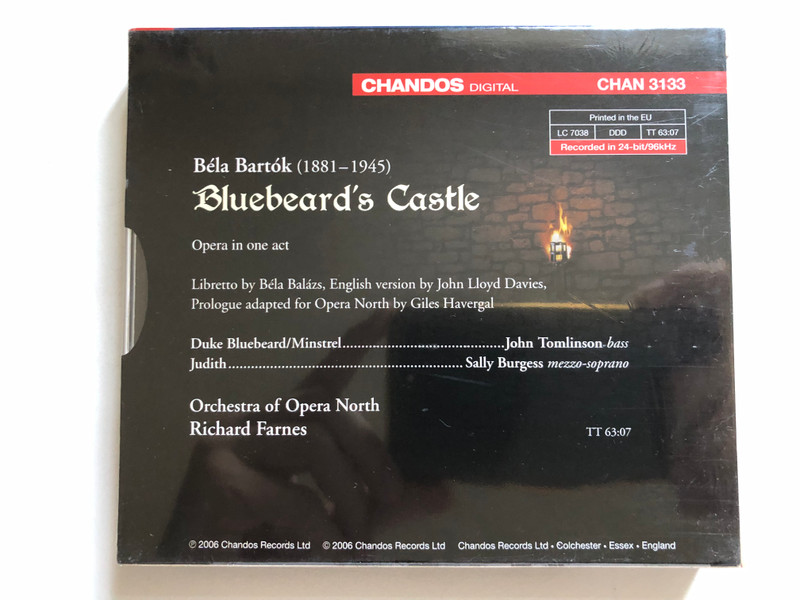 CHANDOS DIGITAL CHAN 3133
Printed in the EU
LC 7038 DDD TT 63:07
Recorded in 24-bit/96kHz
Béla Bartók (1881–1945)
Bluebeard's Castle
Opera in one act
Libretto by Béla Balázs, English version by John Lloyd Davies,
Prologue adapted for Opera North by Giles Havergal
Duke Bluebeard/Minstrel..........................................John Tomlinson bass
Judith............................................................Sally Burgess mezzo-soprano
Orchestra of Opera North
Richard Farnes TT 63:07
℗ 2006 Chandos Records Ltd © 2006 Chandos Records Ltd Chandos Records Ltd • Colchester • Essex • England